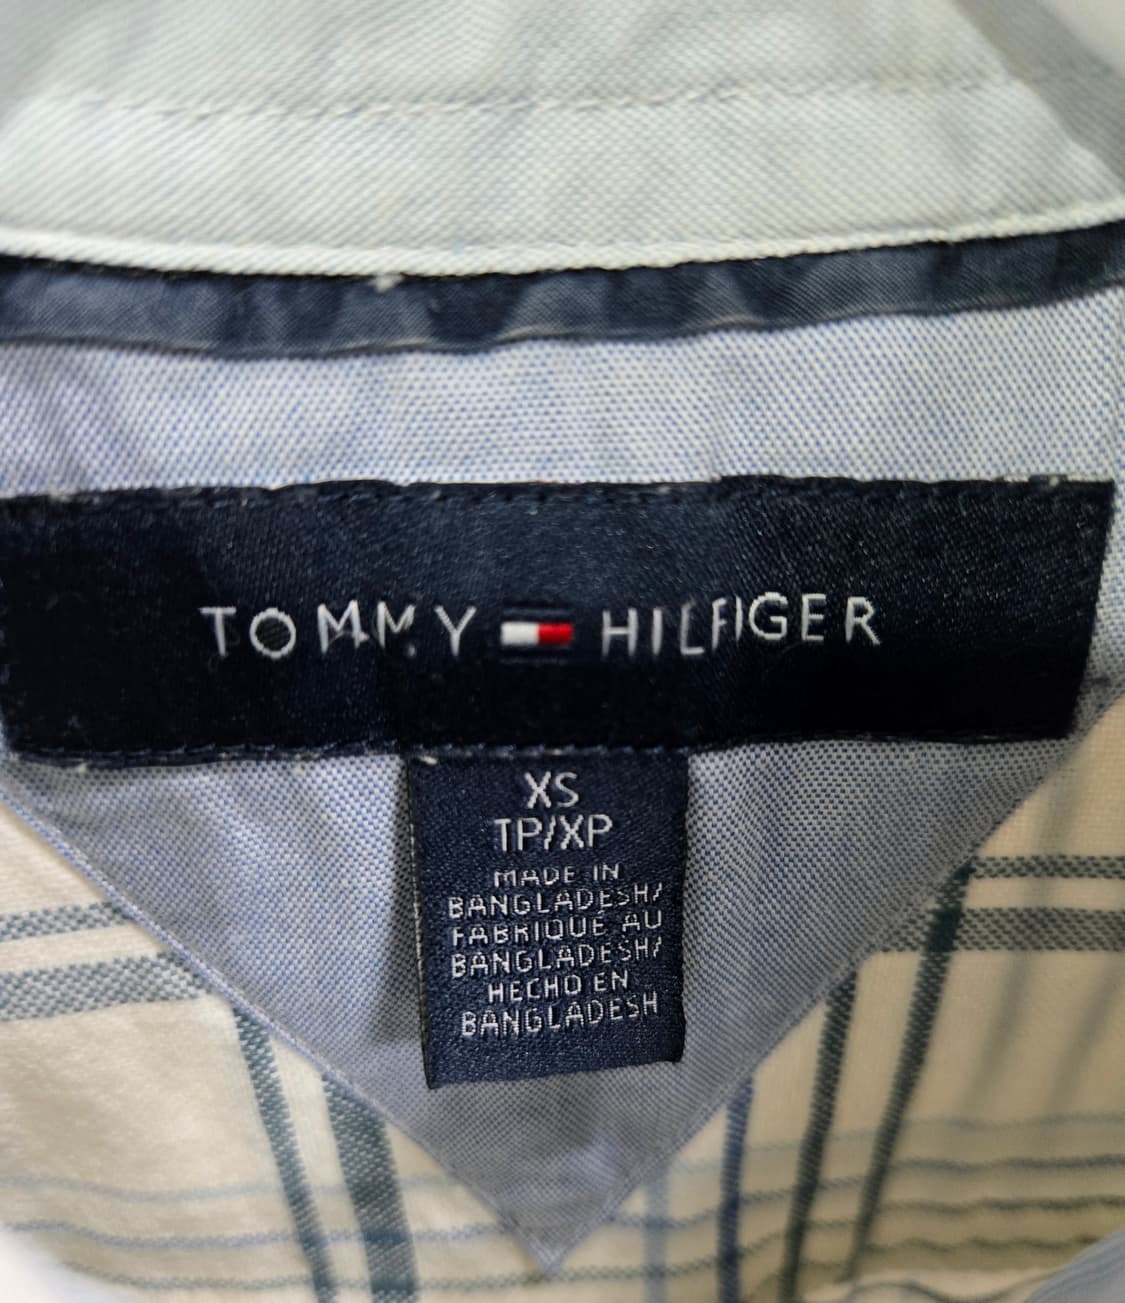 TOMMY HILFIGER
XS
TP/XP
MADE IN
BANGLADESH/
FABRIQUÉ AU
BANGLADESH/
HECHO EN
BANGLADESH